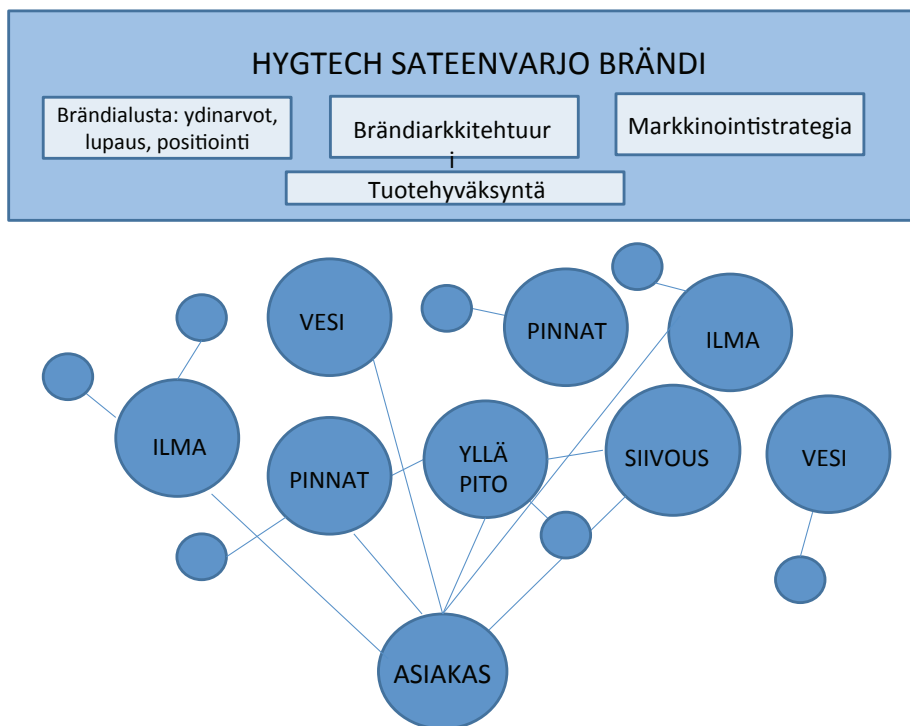 HYGTECH SATEENVARJO BRÄNDI
Brändialusta: ydinarvot,
lupaus, positiointi
Brändiarkkitehtuur
i
Markkinointistrategia
Tuotehyväksyntä
VESI
PINNAT
ILMA
ILMA
PINNAT
YLLÄ
PITO
SIIVOUS
VESI
ASIAKAS